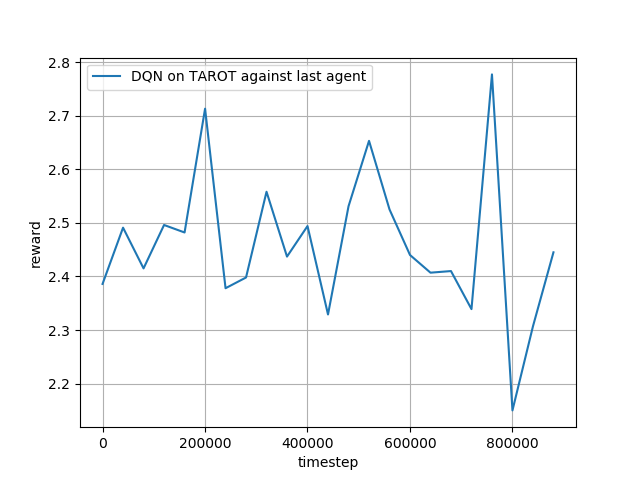 DQN on TAROT against last agent
2.8
2.7
2.6
2.5
2.4
2.3
2.2
reward
0 200000 400000 600000 800000
timestep